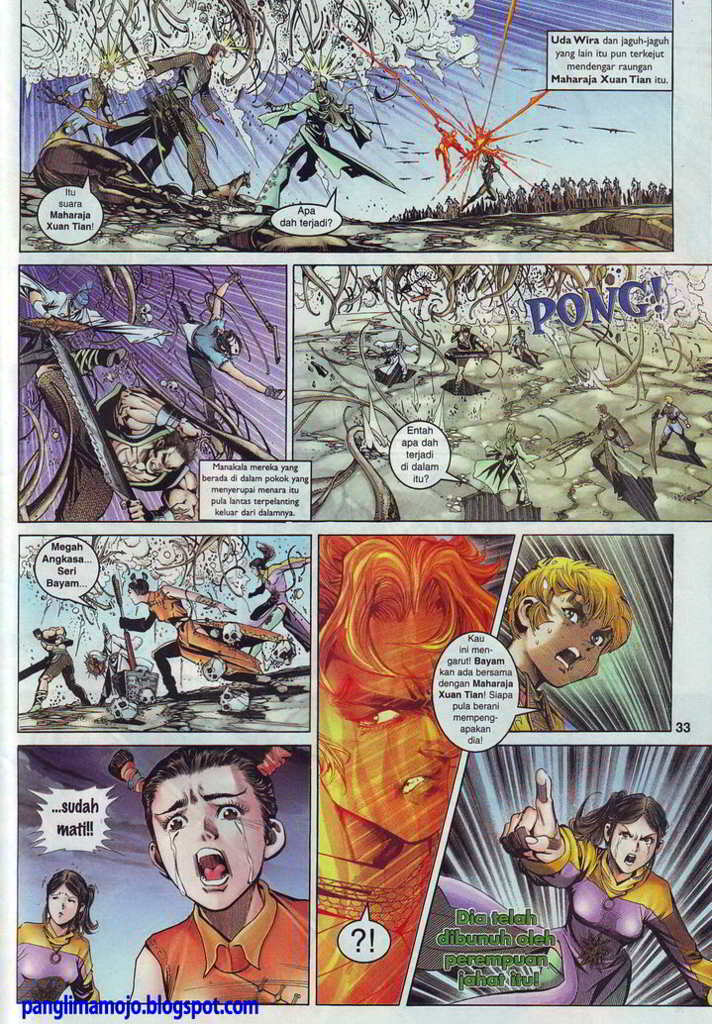 Uda Wira dan jaguh-jaguh
yang lain itu pun terkejut
mendengar raungan
Maharaja Xuan Tian itu.
Itu
suara
Maharaja
Xuan Tian!
Apa
dah terjadi?
Manakala mereka yang
berada di dalam pokok yang
menyerupai menara itu
pula lantas terpelanting
keluar dari dalamnya.
PONG!
Entah
apa dah
terjadi
di dalam
itu?
Megah
Angkasa...
Seri
Bayam...
Kau
ini men-
garut! Bayam
kan ada bersama
dengan Maharaja
Xuan Tian! Siapa
pula berani
mempeng-
apakan
dia!
33
...sudah
mati!!
?!
Dia telah
dibunuh oleh
perempuan
jahat itu!
panglimamojo.blogspot.com